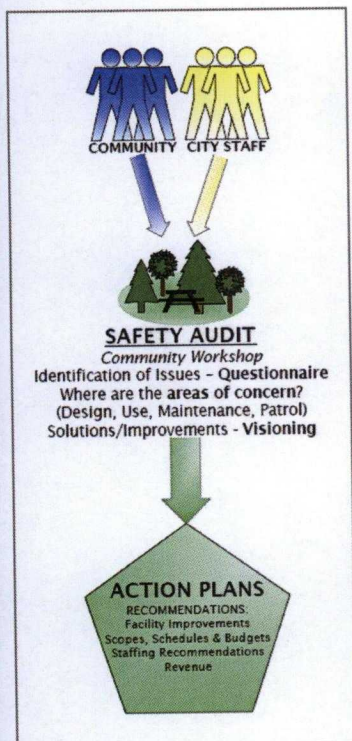 COMMUNITY CITY STAFF
SAFETY AUDIT
Community Workshop
Identification of Issues – Questionnaire
Where are the areas of concern?
(Design, Use, Maintenance, Patrol)
Solutions/Improvements - Visioning
ACTION PLANS
RECOMMENDATIONS:
Facility Improvements
Scopes, Schedules & Budgets
Staffing Recommendations
Revenue